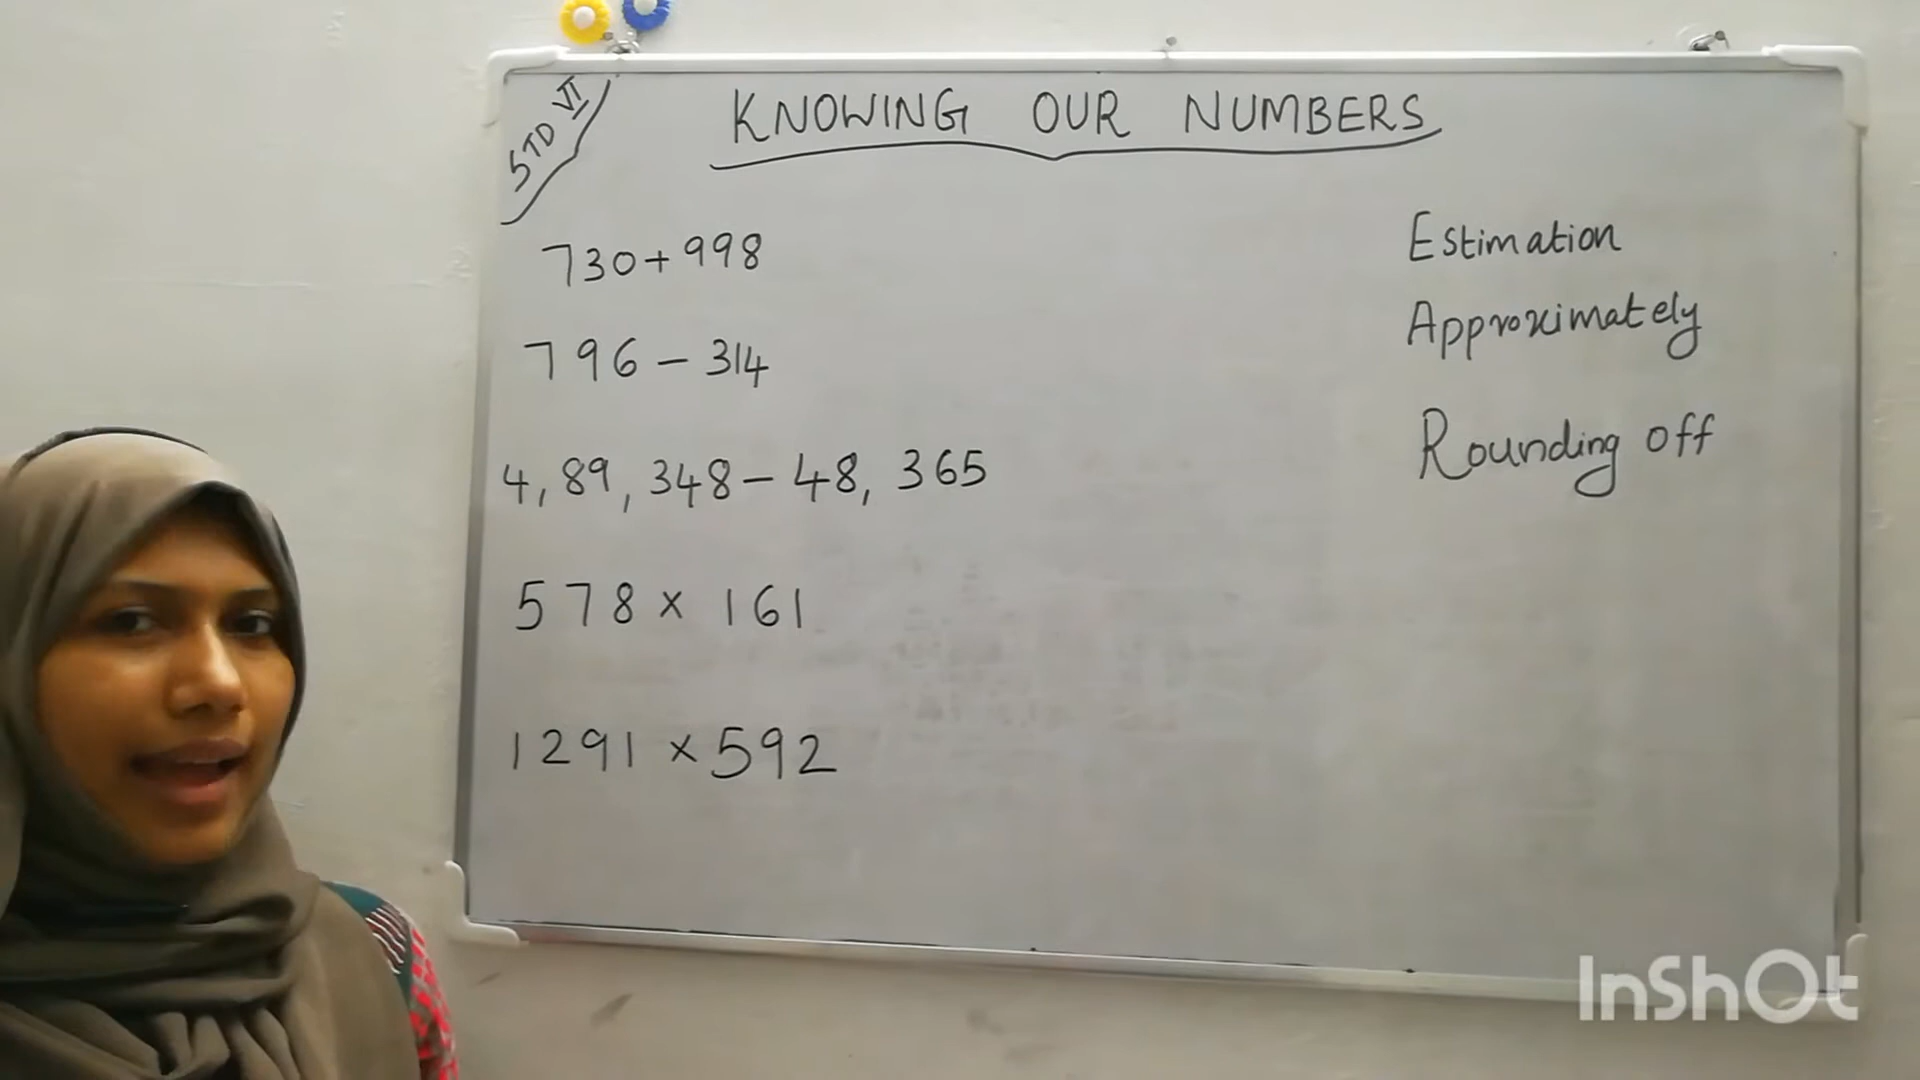 STD VI
KNOWING OUR NUMBERS
730+998
796-314
4,89,348-48,365
578 × 161
1291 × 592
Estimation
Approximately
Rounding off
InShOt